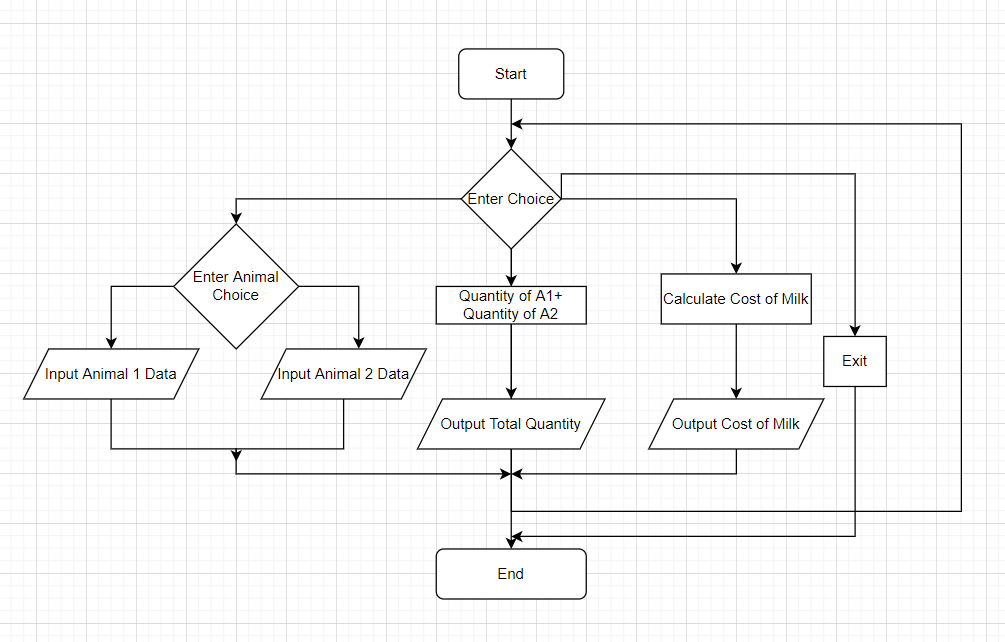 Start
Enter Choice
Enter Animal
Choice
Quantity of A1+
Quantity of A2
Calculate Cost of Milk
Exit
Input Animal 1 Data
Input Animal 2 Data
Output Total Quantity
Output Cost of Milk
End